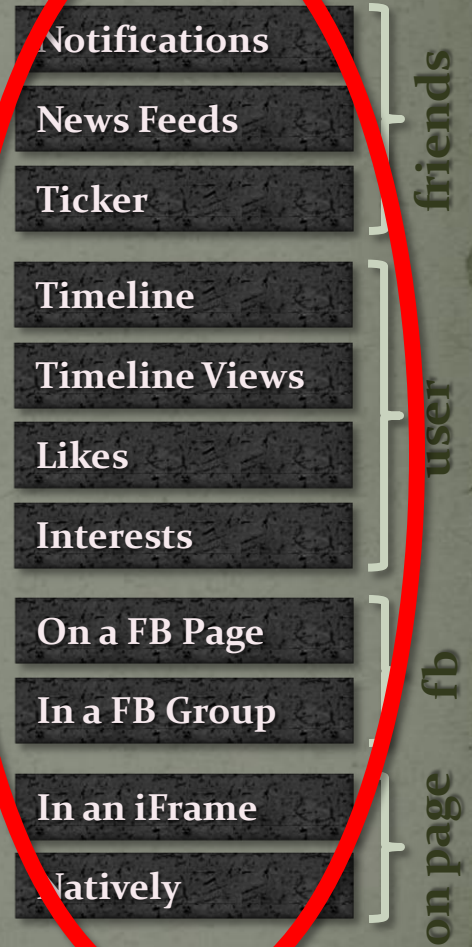 Notifications
News Feeds
Ticker
friends
Timeline
Timeline Views
Likes
Interests
user
On a FB Page
In a FB Group
fb
In an iFrame
Natively
on page